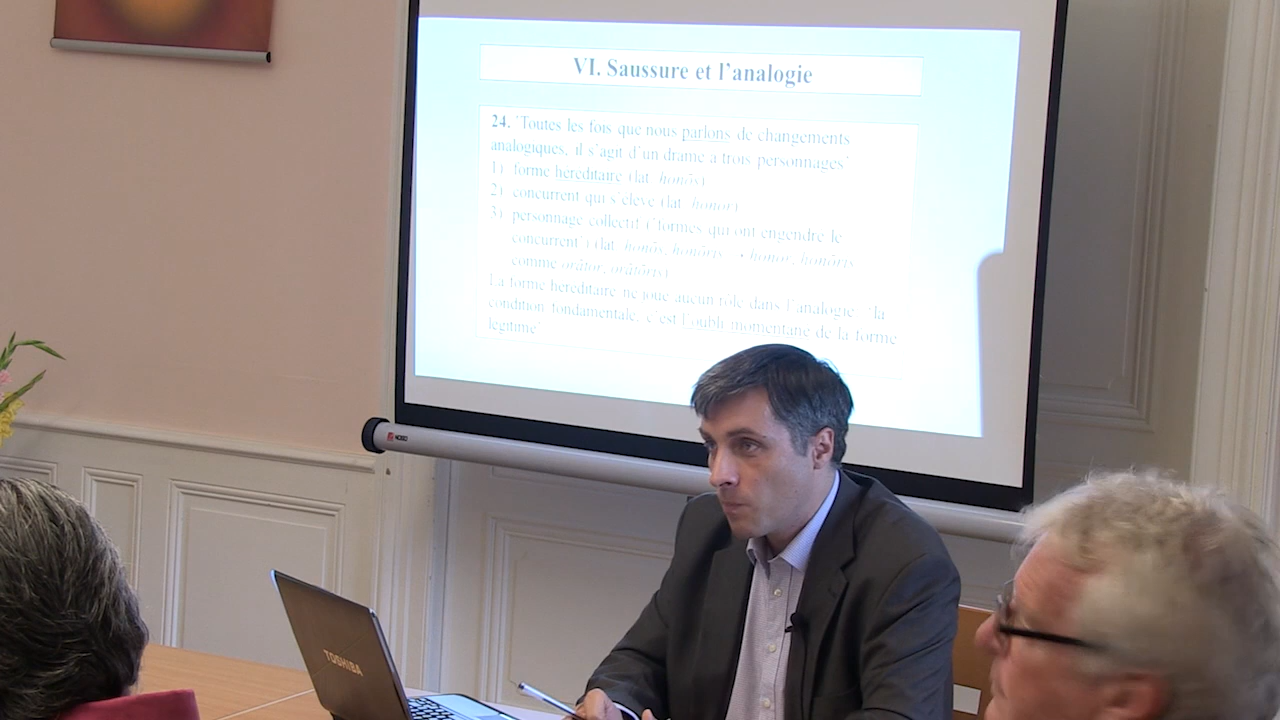 VI. Saussure et l'analogie
24. 'Toutes les fois que nous parlons de changements
analogiques, il s'agit d'un drame à trois personnages'
1) forme héréditaire (lat. honōs)
2) concurrent qui s'élève (lat. honor)
3) personnage collectif ('formes qui ont engendré le
concurrent') (lat. honōs, honōris → honor, honōris
comme orātor, orātōris)
La forme héréditaire ne joue aucun rôle dans l'analogie: 'la
condition fondamentale, c'est l'oubli momentané de la forme
légitime'
NOBO
TOSHIBA